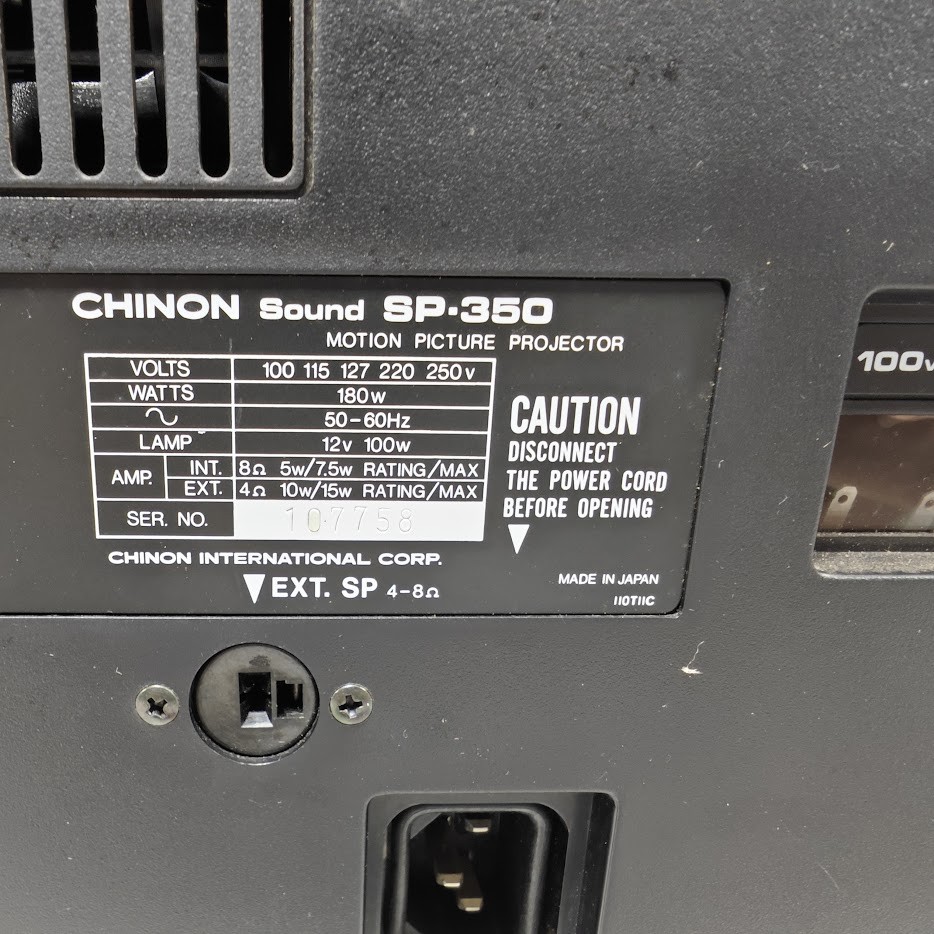 CHINON Sound SP-350
MOTION PICTURE PROJECTOR
VOLTS 100 115 127 220 250v
WATTS 180w
∿ 50-60Hz
LAMP 12v 100w
AMP. INT. 8Ω 5w/7.5w RATING/MAX
EXT. 4Ω 10w/15w RATING/MAX
SER. NO. 107758
CHINON INTERNATIONAL CORP.
▼EXT. SP 4-8Ω
CAUTION
DISCONNECT
THE POWER CORD
BEFORE OPENING
▼
MADE IN JAPAN
110T11C
100v